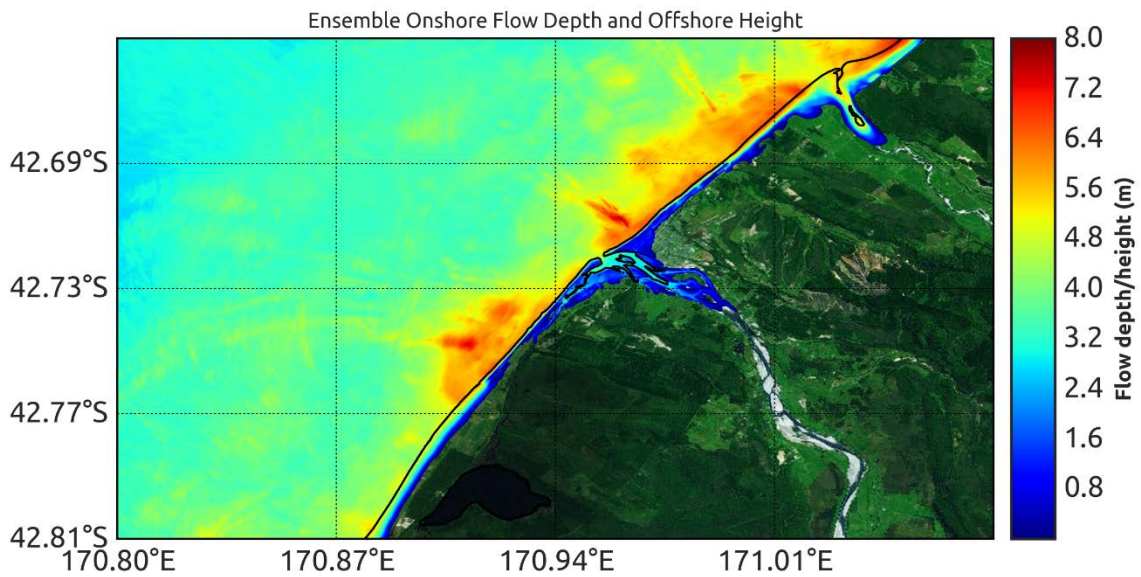 Ensemble Onshore Flow Depth and Offshore Height
42.69°S
42.73°S
42.77°S
42.81°S
170.80°E
170.87°E
170.94°E
171.01°E
8.0
7.2
6.4
5.6
4.8
4.0
3.2
2.4
1.6
0.8
Flow depth/height (m)